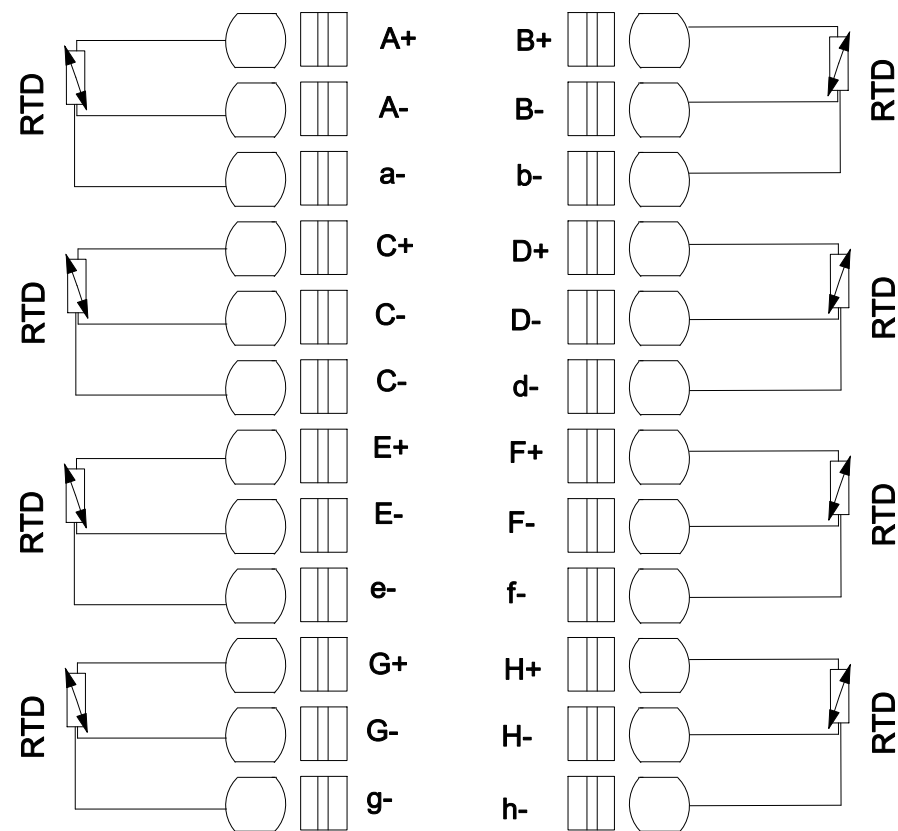 A+ B+
RTD RTD
A- B-
a- b-
C+ D+
RTD RTD
C- D-
C- d-
E+ F+
RTD RTD
E- F-
e- f-
G+ H+
RTD RTD
G- H-
g- h-